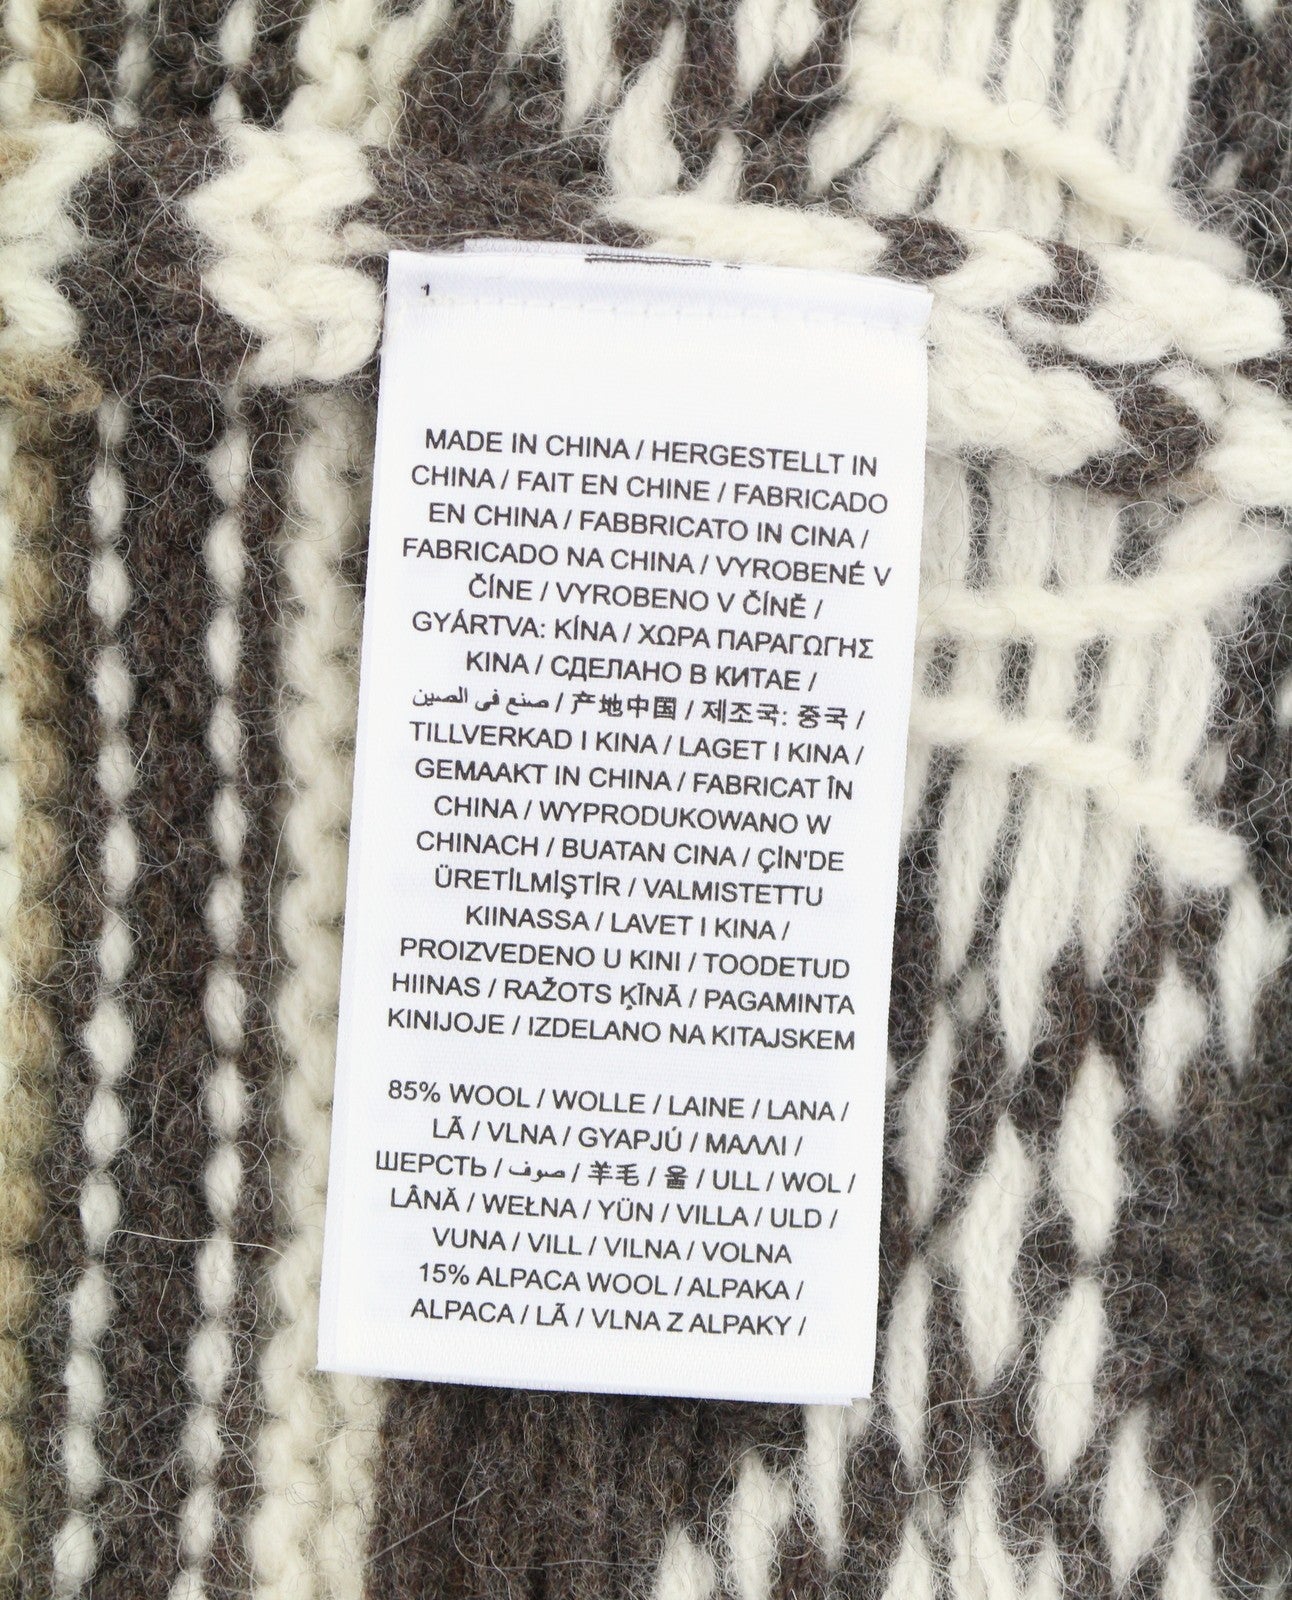 1
MADE IN CHINA / HERGESTELLT IN
CHINA / FAIT EN CHINE / FABRICADO
EN CHINA / FABBRICATO IN CINA /
FABRICADO NA CHINA / VYROBENÉ V
ČÍNE / VYROBENO V ČÍNĚ /
GYÁRTVA: KÍNA / ΧΩΡΑ ΠΑΡΑΓΩΓΗΣ
KINA / СДЕЛАНО В КИТАЕ /
صنع في الصين / 产地中国 / 제조국: 중국 /
TILLVERKAD I KINA / LAGET I KINA /
GEMAAKT IN CHINA / FABRICAT ÎN
CHINA / WYPRODUKOWANO W
CHINACH / BUATAN CINA / ÇİN'DE
ÜRETİLMİŞTİR / VALMISTETTU
KIINASSA / LAVET I KINA /
PROIZVEDENO U KINI / TOODETUD
HIINAS / RAŽOTS ĶĪNĀ / PAGAMINTA
KINIJOJE / IZDELANO NA KITAJSKEM
85% WOOL / WOLLE / LAINE / LANA /
LÃ / VLNA / GYAPJÚ / ΜΑΛΛΙ /
ШЕРСТЬ / صوف / 羊毛 / 울 / ULL / WOL /
LÂNĂ / WEŁNA / YÜN / VILLA / ULD /
VUNA / VILL / VILNA / VOLNA
15% ALPACA WOOL / ALPAKA /
ALPACA / LÃ / VLNA Z ALPAKY /